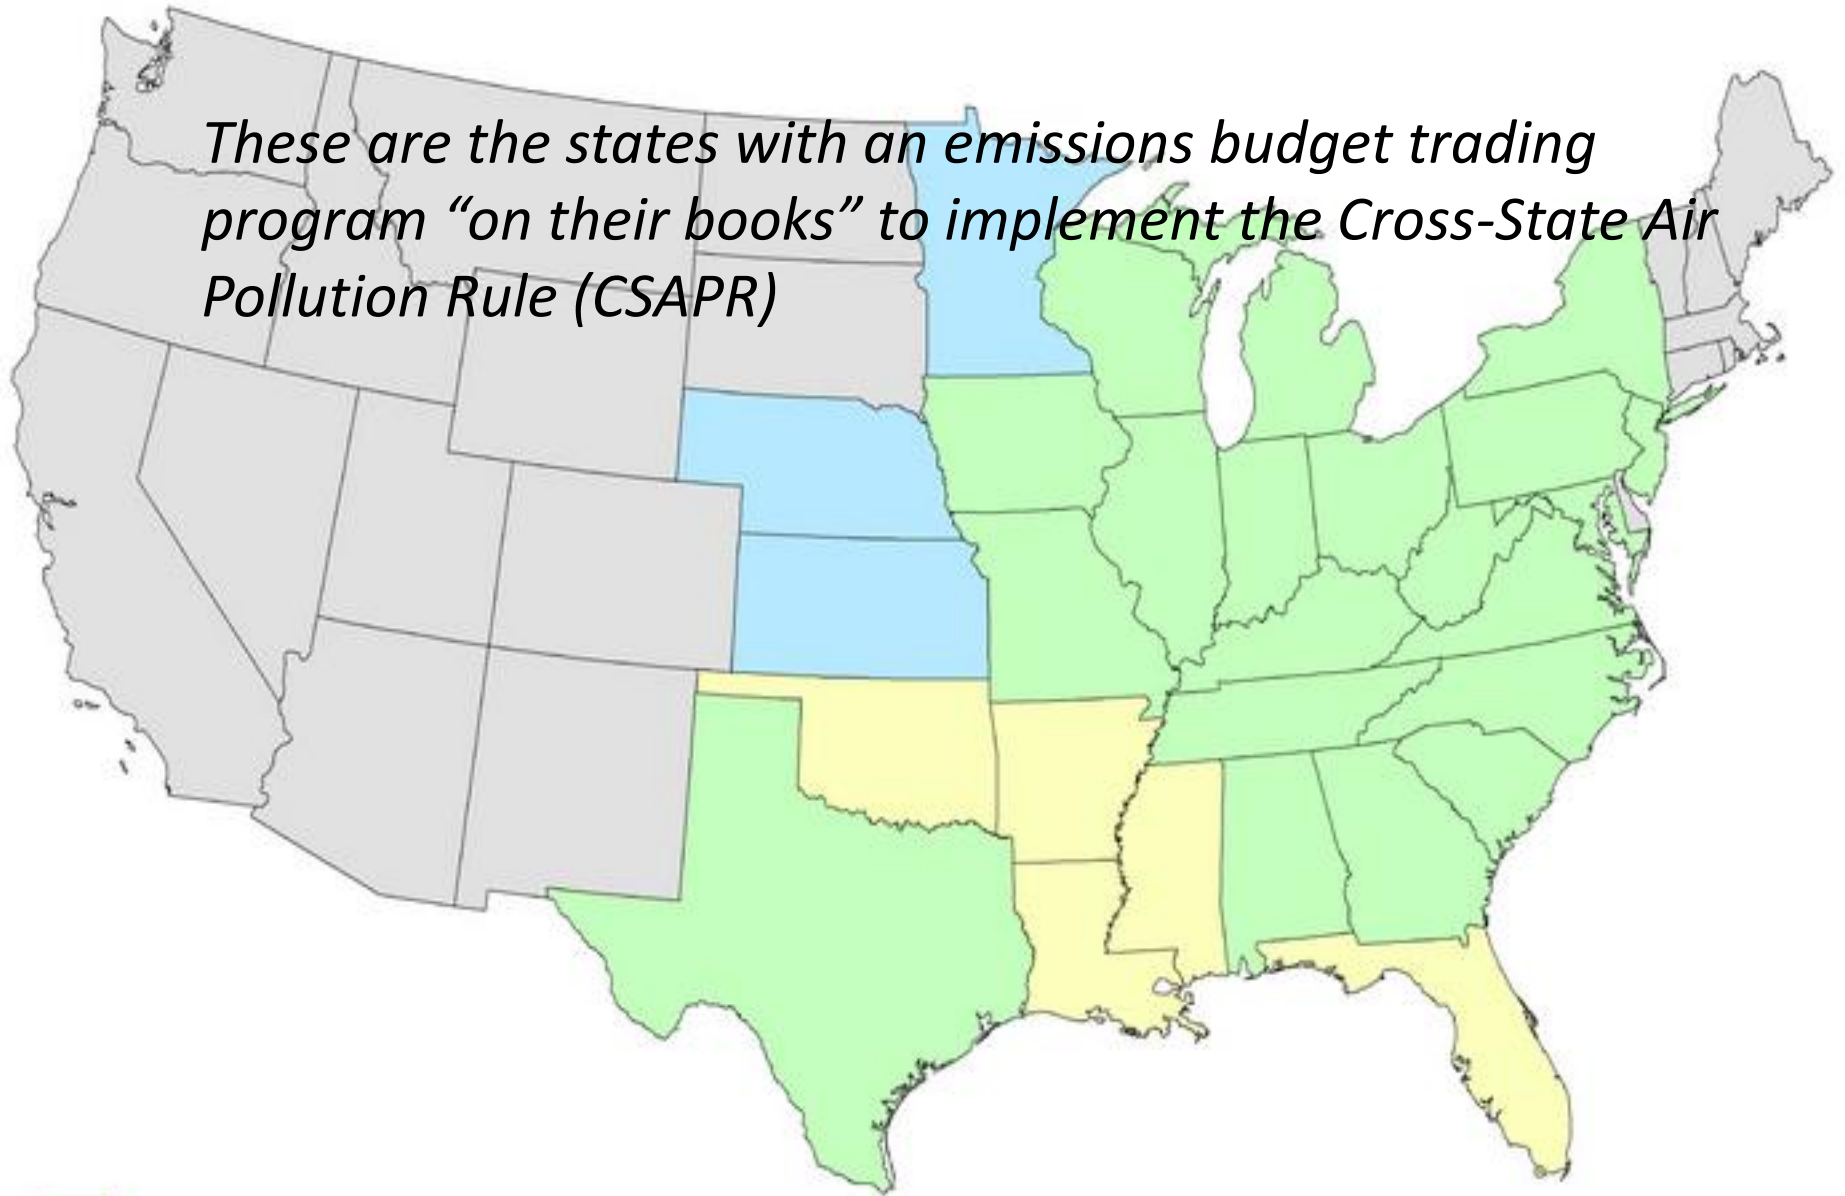 These are the states with an emissions budget trading
program “on their books” to implement the Cross-State Air
Pollution Rule (CSAPR)